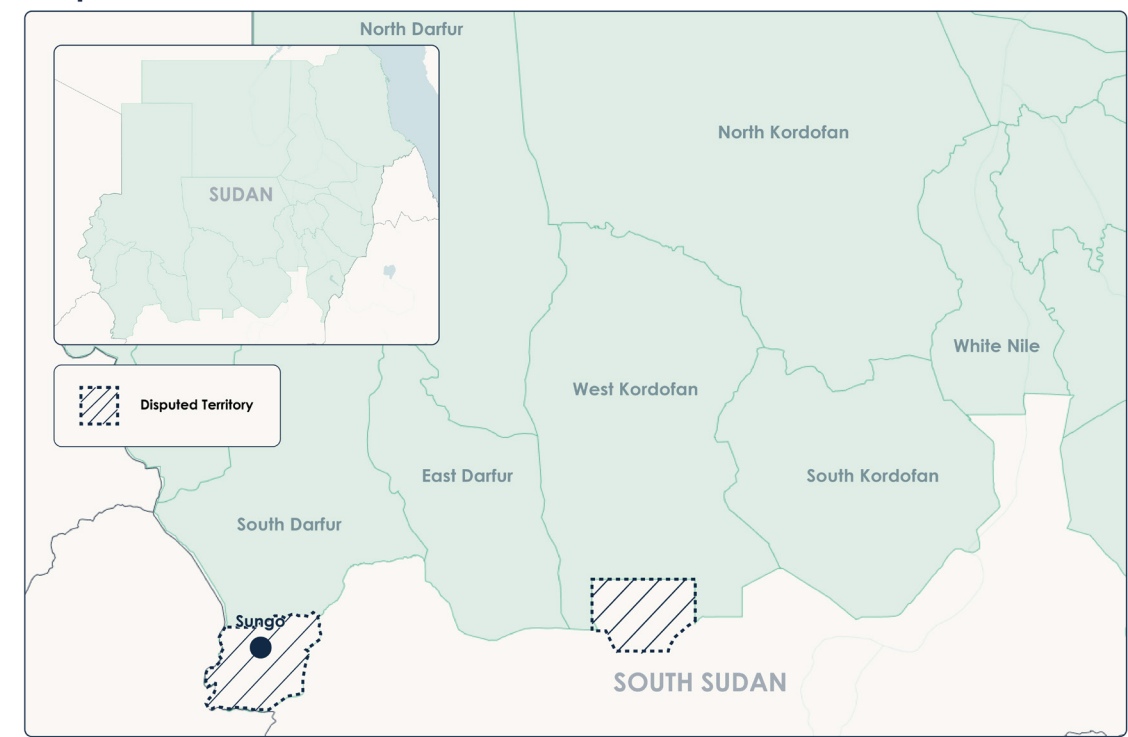 North Darfur
North Kordofan
SUDAN
White Nile
West Kordofan
Disputed Territory
East Darfur
South Kordofan
South Darfur
Sungo
SOUTH SUDAN